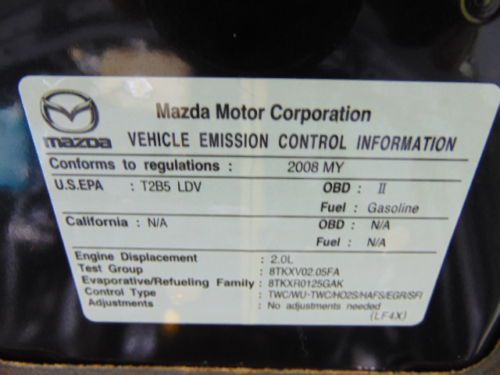 Mazda Motor Corporation
mazda VEHICLE EMISSION CONTROL INFORMATION
Conforms to regulations : 2008 MY
U.S.EPA : T2B5 LDV OBD : II
Fuel : Gasoline
California : N/A OBD : N/A
Fuel : N/A
Engine Displacement : 2.0L
Test Group : 8TKXV02.05FA
Evaporative/Refueling Family : 8TKXR0125GAK
Control Type : TWC/WU-TWC/HO2S/HAFS/EGR/SFI
Adjustments : No adjustments needed
(LF4X)